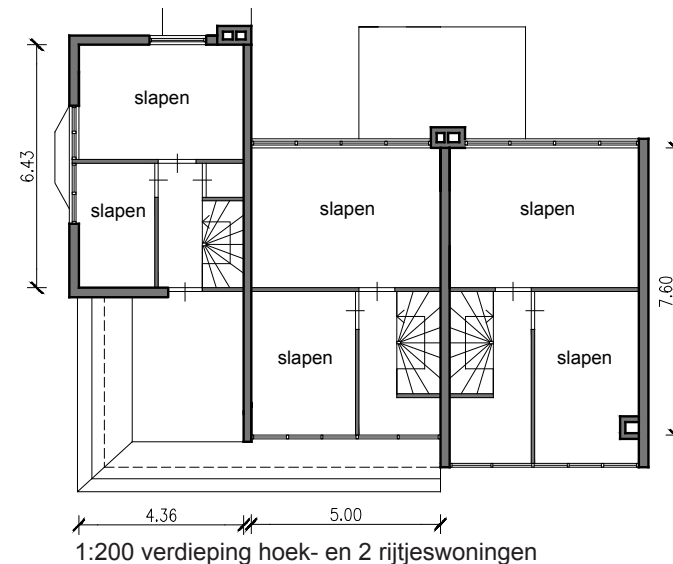 slapen
6.43
slapen
slapen
slapen
7.60
slapen
slapen
4.36
5.00
1:200 verdieping hoek- en 2 rijtjeswoningen